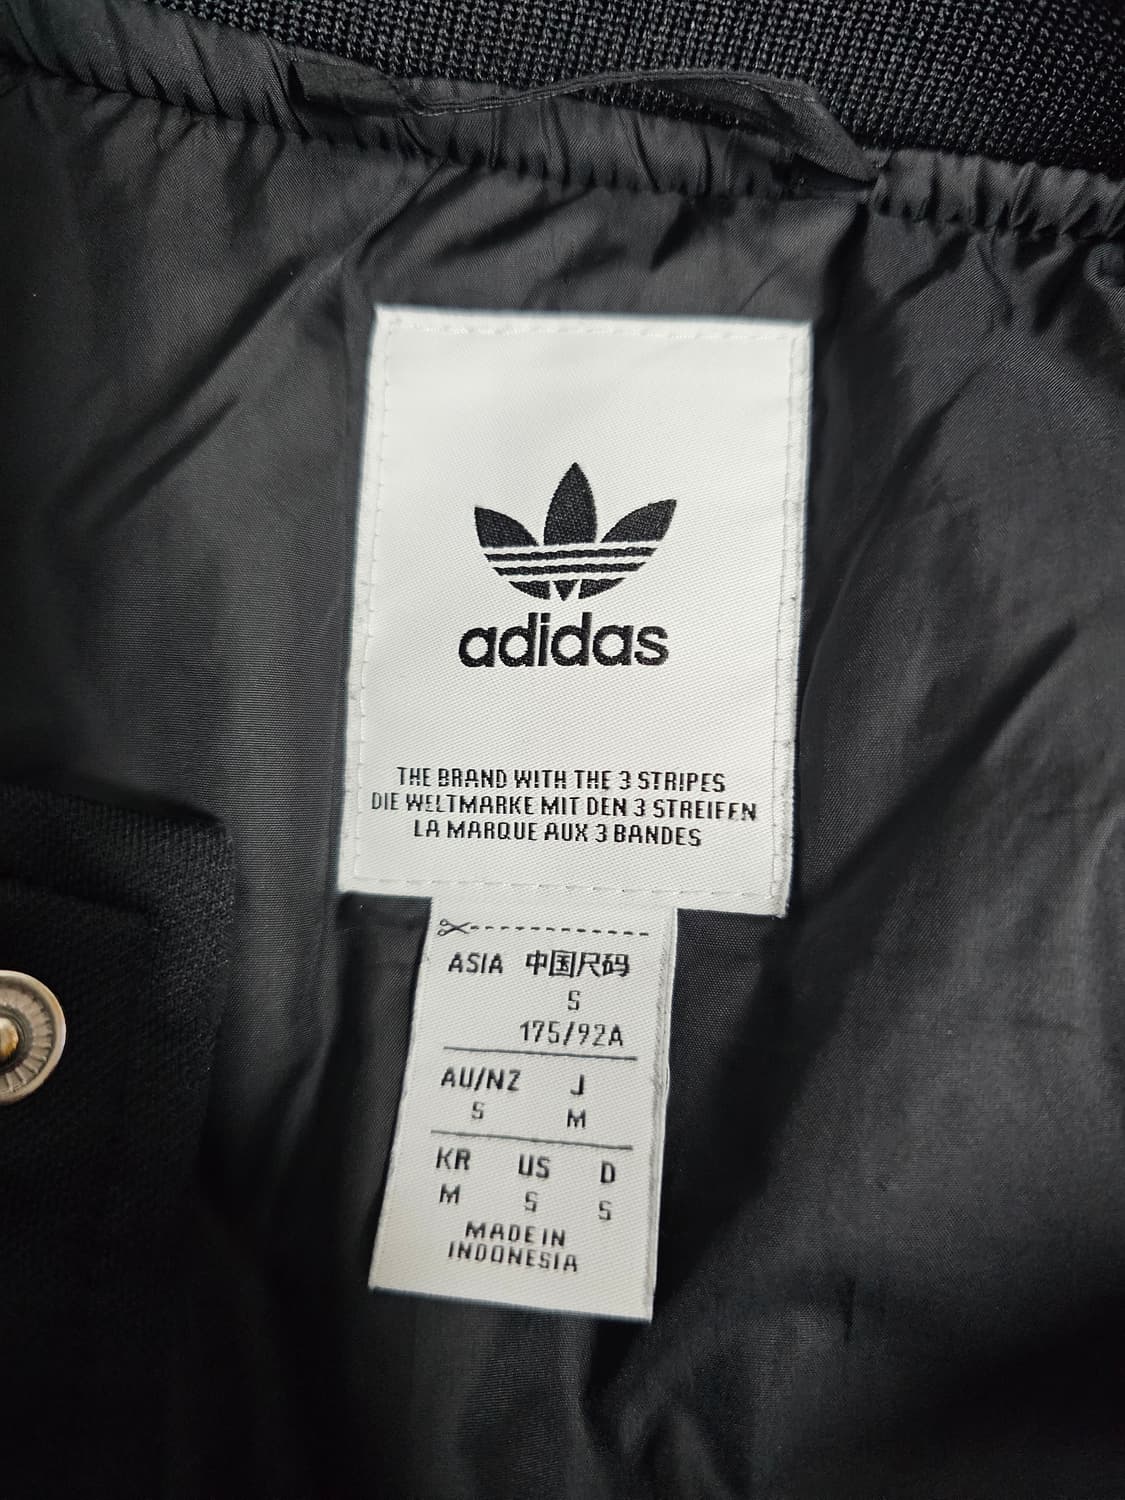 adidas
THE BRAND WITH THE 3 STRIPES
DIE WELTMARKE MIT DEN 3 STREIFEN
LA MARQUE AUX 3 BANDES
ASIA 中国尺码
S
175/92A
AU/NZ J
S M
KR US D
M S S
MADE IN
INDONESIA